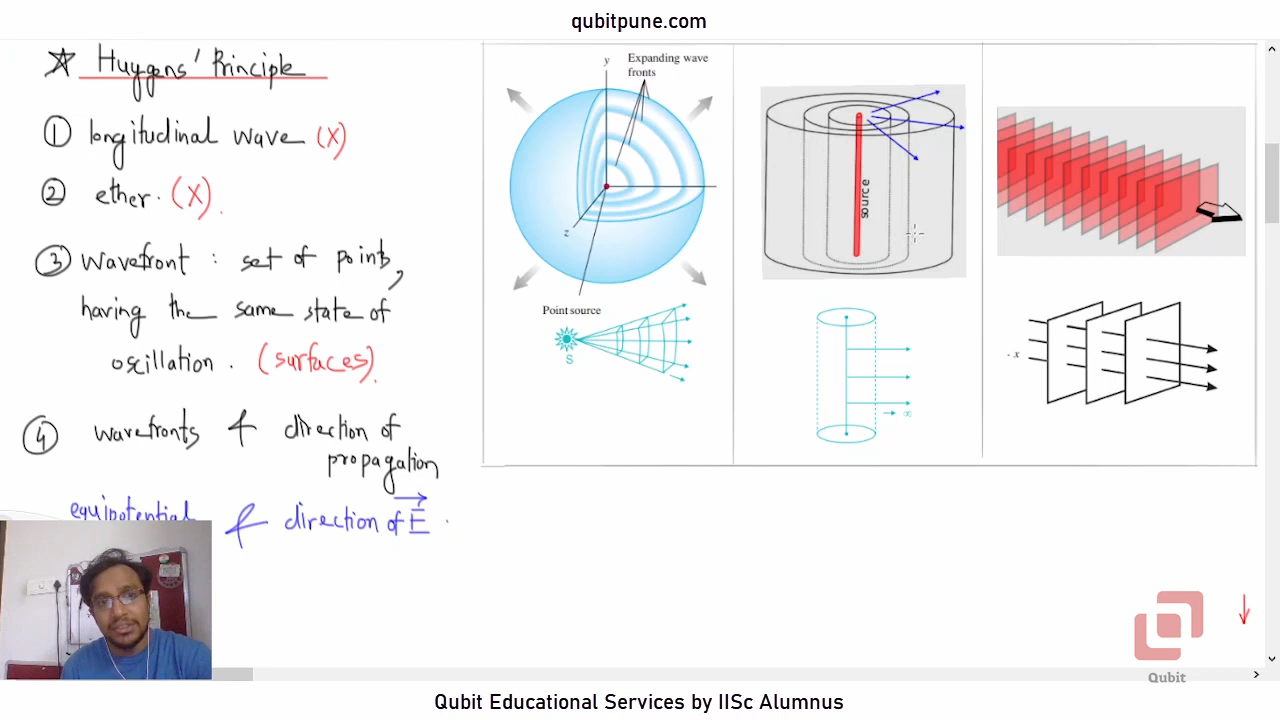 qubitpune.com
Huygens' Principle
① longitudinal wave (X)
② ether. (X).
③ wavefront : set of points,
having the same state of
oscillation. (surfaces).
④ wavefronts & direction of
propagation
equipotential
& direction of E
y
Expanding wave
fronts
z
Point source
S
source
→ ∞
- x
Qubit
Qubit Educational Services by IISc Alumnus